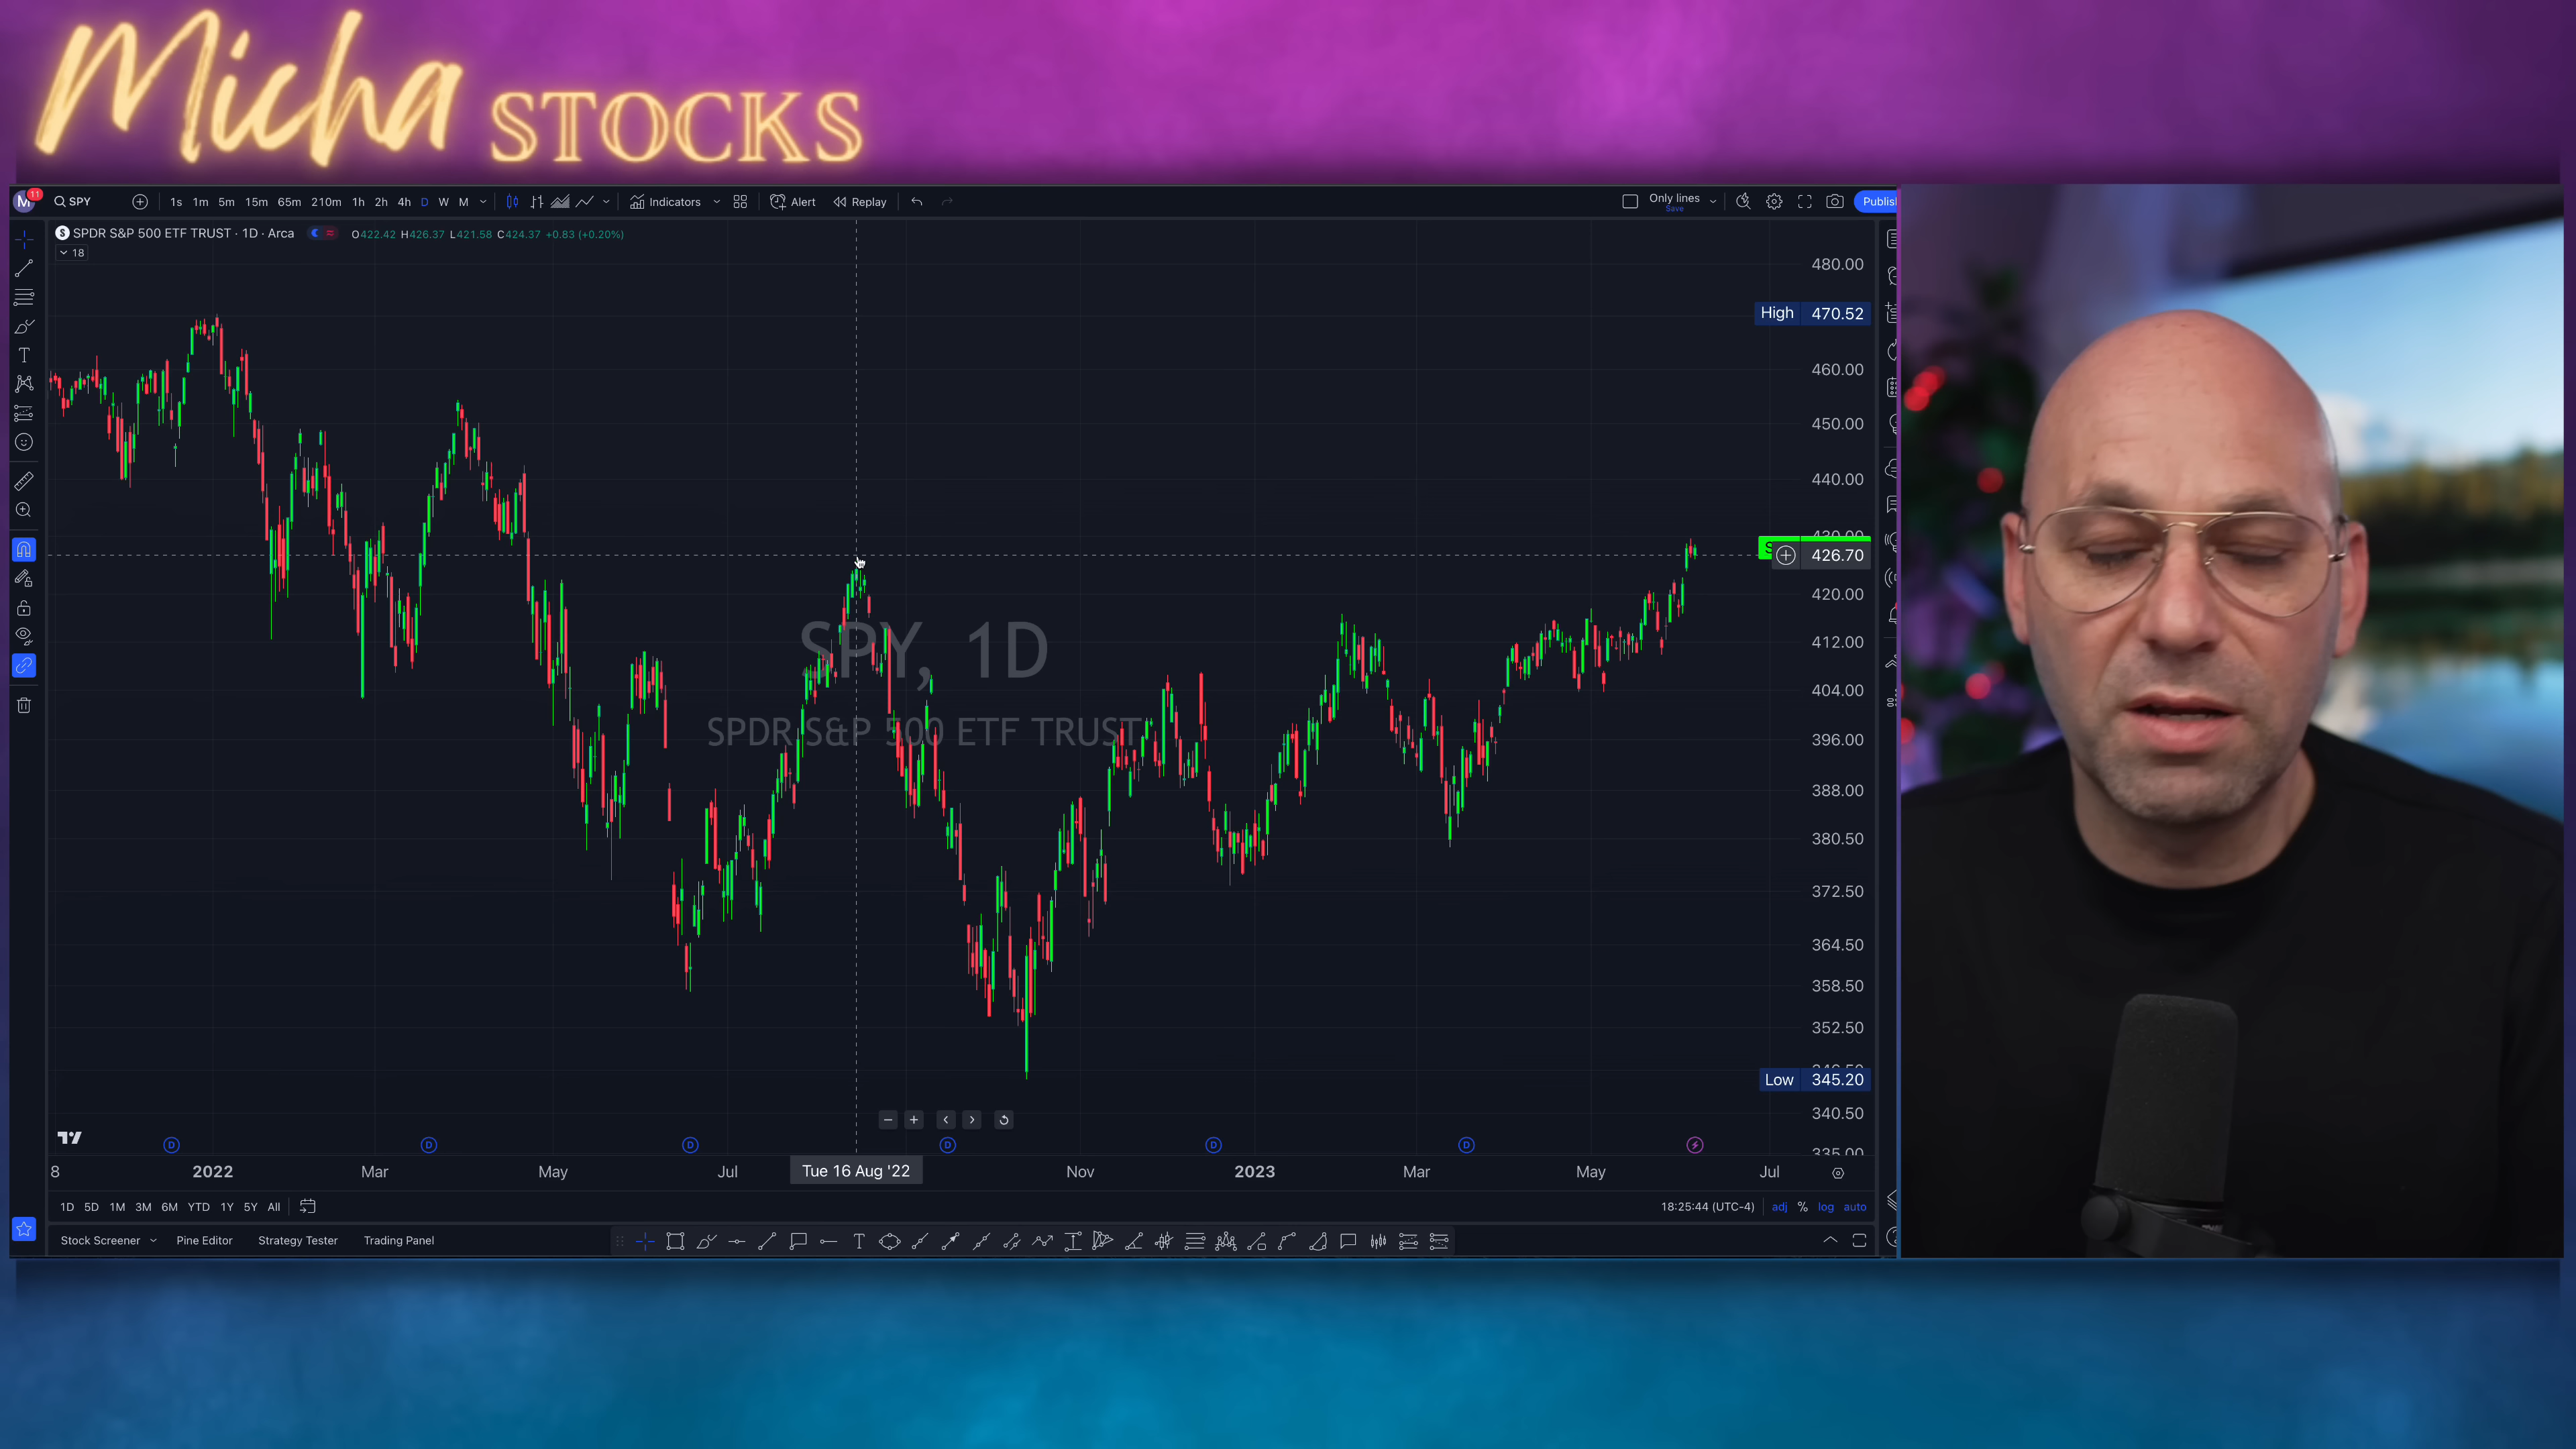 Micha STOCKS
M 11 SPY 1s 1m 5m 15m 65m 210m 1h 2h 4h D W M Indicators Alert Replay Only lines Save Publish
SPDR S&P 500 ETF TRUST · 1D · Arca O422.42 H426.37 L421.58 C424.37 +0.83 (+0.20%)
18
480.00
High 470.52
460.00
450.00
440.00
426.70
420.00
SPY, 1D
412.00
404.00
SPDR S&P 500 ETF TRUST
396.00
388.00
380.50
372.50
364.50
358.50
352.50
Low 345.20
340.50
335.00
D D D D D D
8 2022 Mar May Jul Tue 16 Aug '22 Nov 2023 Mar May Jul
1D 5D 1M 3M 6M YTD 1Y 5Y All 18:25:44 (UTC-4) adj % log auto
Stock Screener Pine Editor Strategy Tester Trading Panel